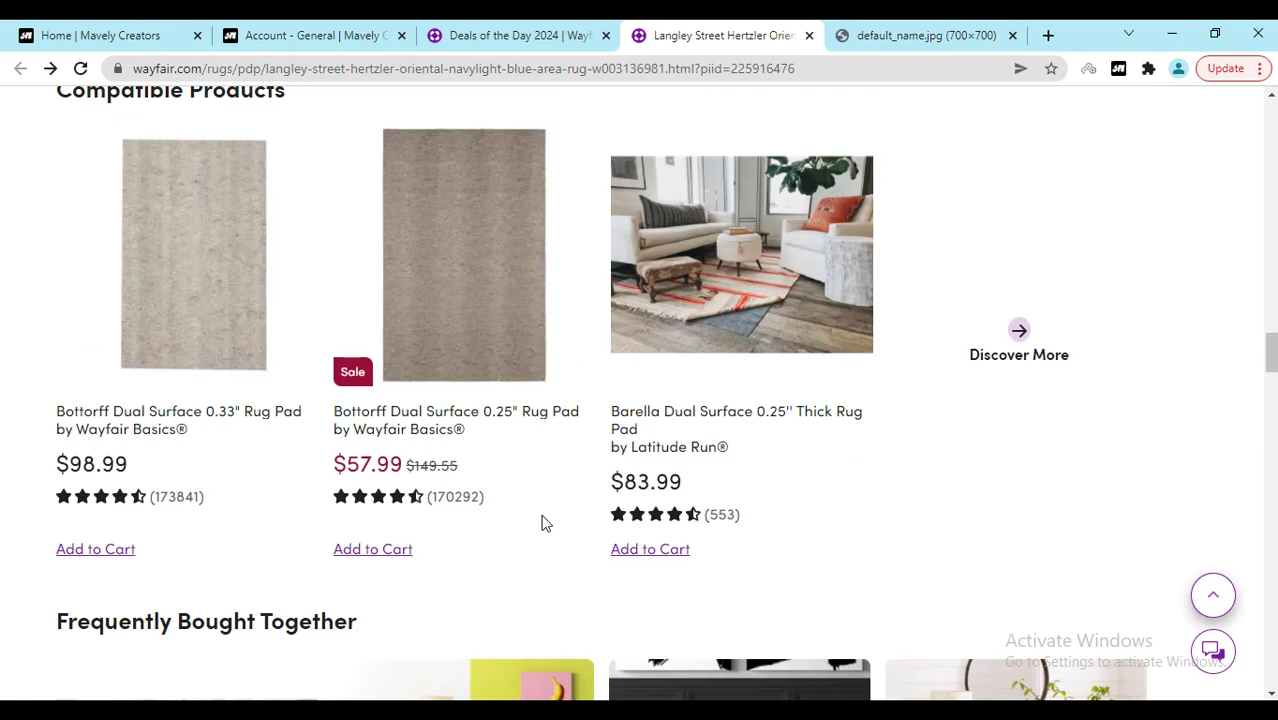 Home | Mavely Creators
Account - General | Mavely C
Deals of the Day 2024 | Wayf
Langley Street Hertzler Orien
default_name.jpg (700×700)
wayfair.com/rugs/pdp/langley-street-hertzler-oriental-navylight-blue-area-rug-w003136981.html?piid=225916476
Update
Compatible Products
Sale
Discover More
Bottorff Dual Surface 0.33" Rug Pad
by Wayfair Basics®
$98.99
(173841)
Add to Cart
Bottorff Dual Surface 0.25" Rug Pad
by Wayfair Basics®
$57.99 $149.55
(170292)
Add to Cart
Barella Dual Surface 0.25'' Thick Rug
Pad
by Latitude Run®
$83.99
(553)
Add to Cart
Frequently Bought Together
Activate Windows
Go to Settings to activate Windows.